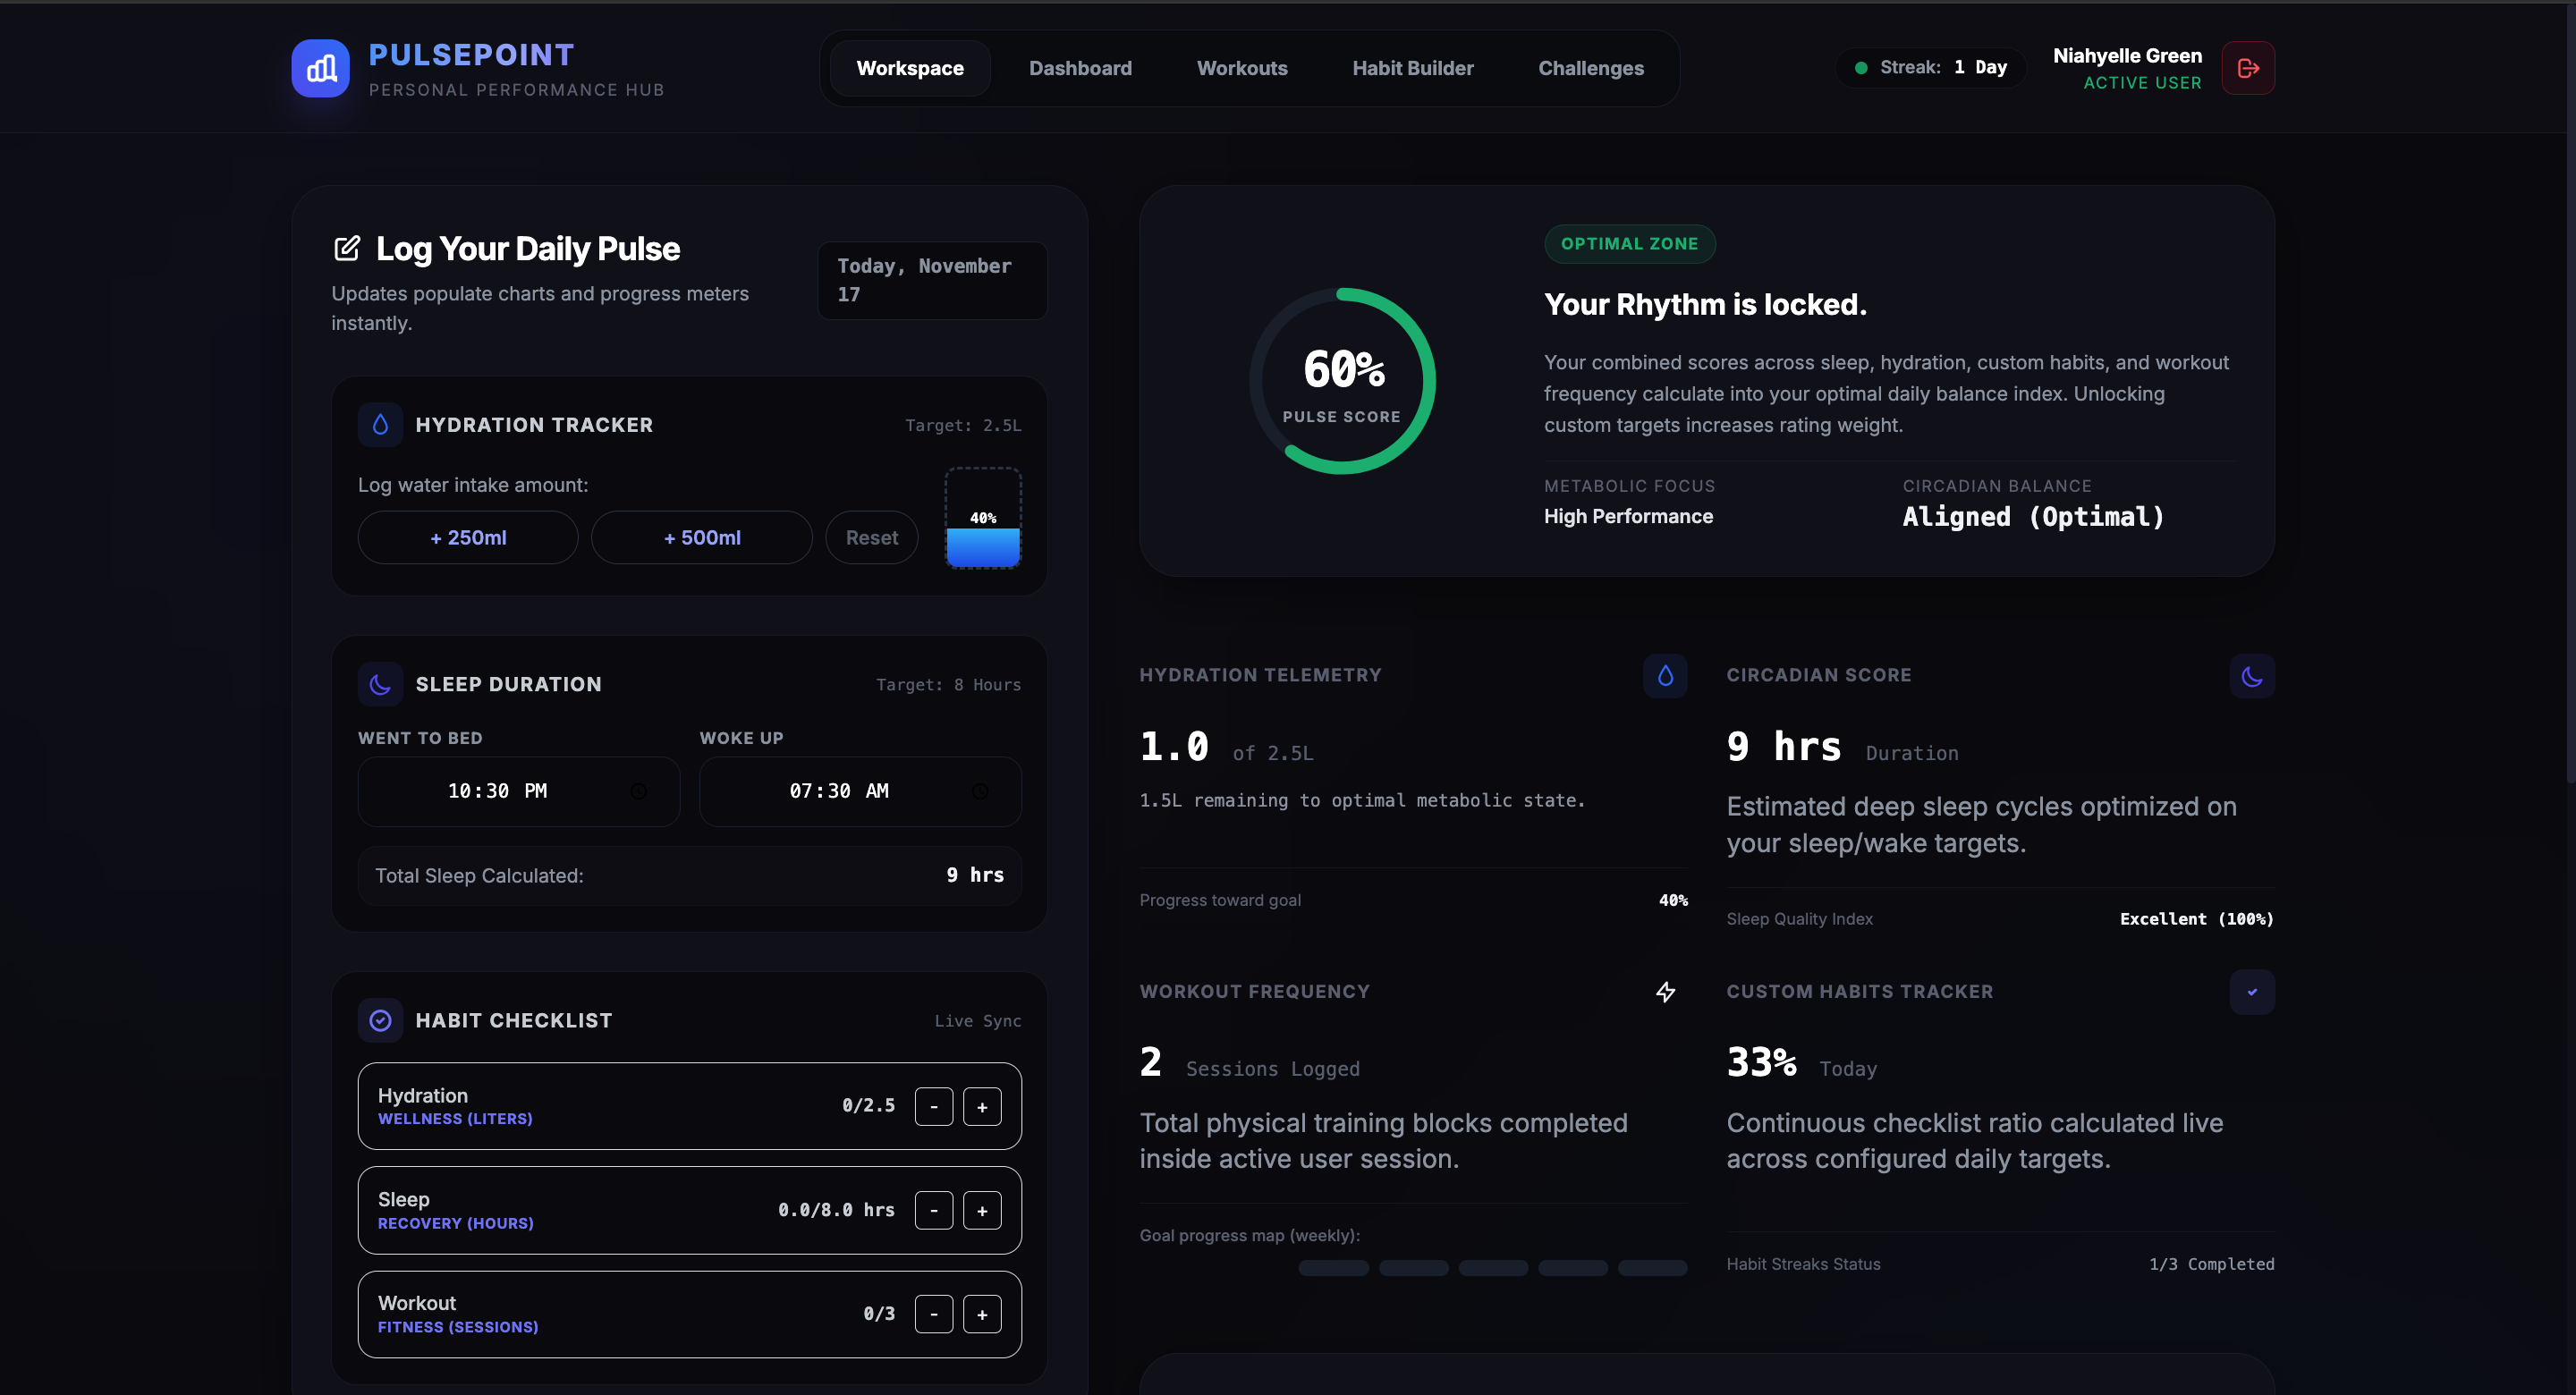 PULSEPOINT
PERSONAL PERFORMANCE HUB
Workspace
Dashboard
Workouts
Habit Builder
Challenges
Streak: 1 Day
Niahyelle Green
ACTIVE USER
Log Your Daily Pulse
Updates populate charts and progress meters
instantly.
Today, November
17
HYDRATION TRACKER
Target: 2.5L
Log water intake amount:
+ 250ml
+ 500ml
Reset
40%
SLEEP DURATION
Target: 8 Hours
WENT TO BED
WOKE UP
10:30 PM
07:30 AM
Total Sleep Calculated:
9 hrs
HABIT CHECKLIST
Live Sync
Hydration
WELLNESS (LITERS)
0/2.5
-
+
Sleep
RECOVERY (HOURS)
0.0/8.0 hrs
-
+
Workout
FITNESS (SESSIONS)
0/3
-
+
60%
PULSE SCORE
OPTIMAL ZONE
Your Rhythm is locked.
Your combined scores across sleep, hydration, custom habits, and workout
frequency calculate into your optimal daily balance index. Unlocking
custom targets increases rating weight.
METABOLIC FOCUS
High Performance
CIRCADIAN BALANCE
Aligned (Optimal)
HYDRATION TELEMETRY
1.0 of 2.5L
1.5L remaining to optimal metabolic state.
Progress toward goal
40%
CIRCADIAN SCORE
9 hrs Duration
Estimated deep sleep cycles optimized on
your sleep/wake targets.
Sleep Quality Index
Excellent (100%)
WORKOUT FREQUENCY
2 Sessions Logged
Total physical training blocks completed
inside active user session.
Goal progress map (weekly):
CUSTOM HABITS TRACKER
33% Today
Continuous checklist ratio calculated live
across configured daily targets.
Habit Streaks Status
1/3 Completed